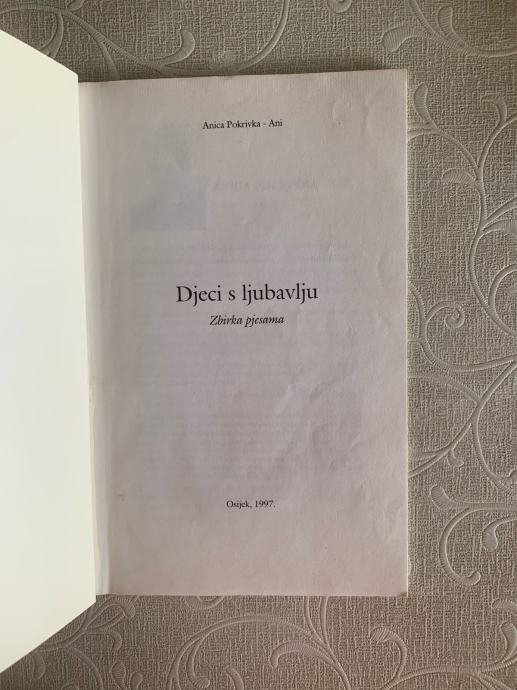 Anica Pokrivka - Ani
Djeci s ljubavlju
Zbirka pjesama
Osijek, 1997.